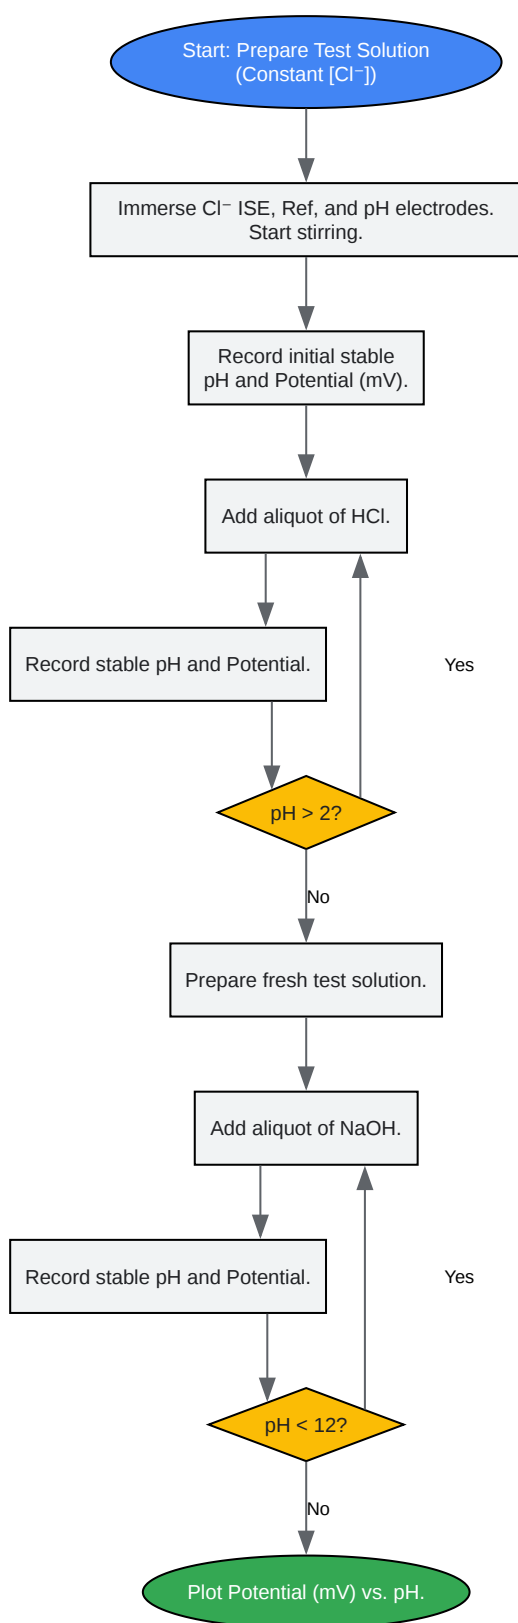 Start: Prepare Test Solution
(Constant [Cl⁻])
Immerse Cl⁻ ISE, Ref, and pH electrodes.
Start stirring.
Record initial stable
pH and Potential (mV).
Add aliquot of HCl.
Record stable pH and Potential.
Yes
pH > 2?
No
Prepare fresh test solution.
Add aliquot of NaOH.
Record stable pH and Potential.
Yes
pH < 12?
No
Plot Potential (mV) vs. pH.